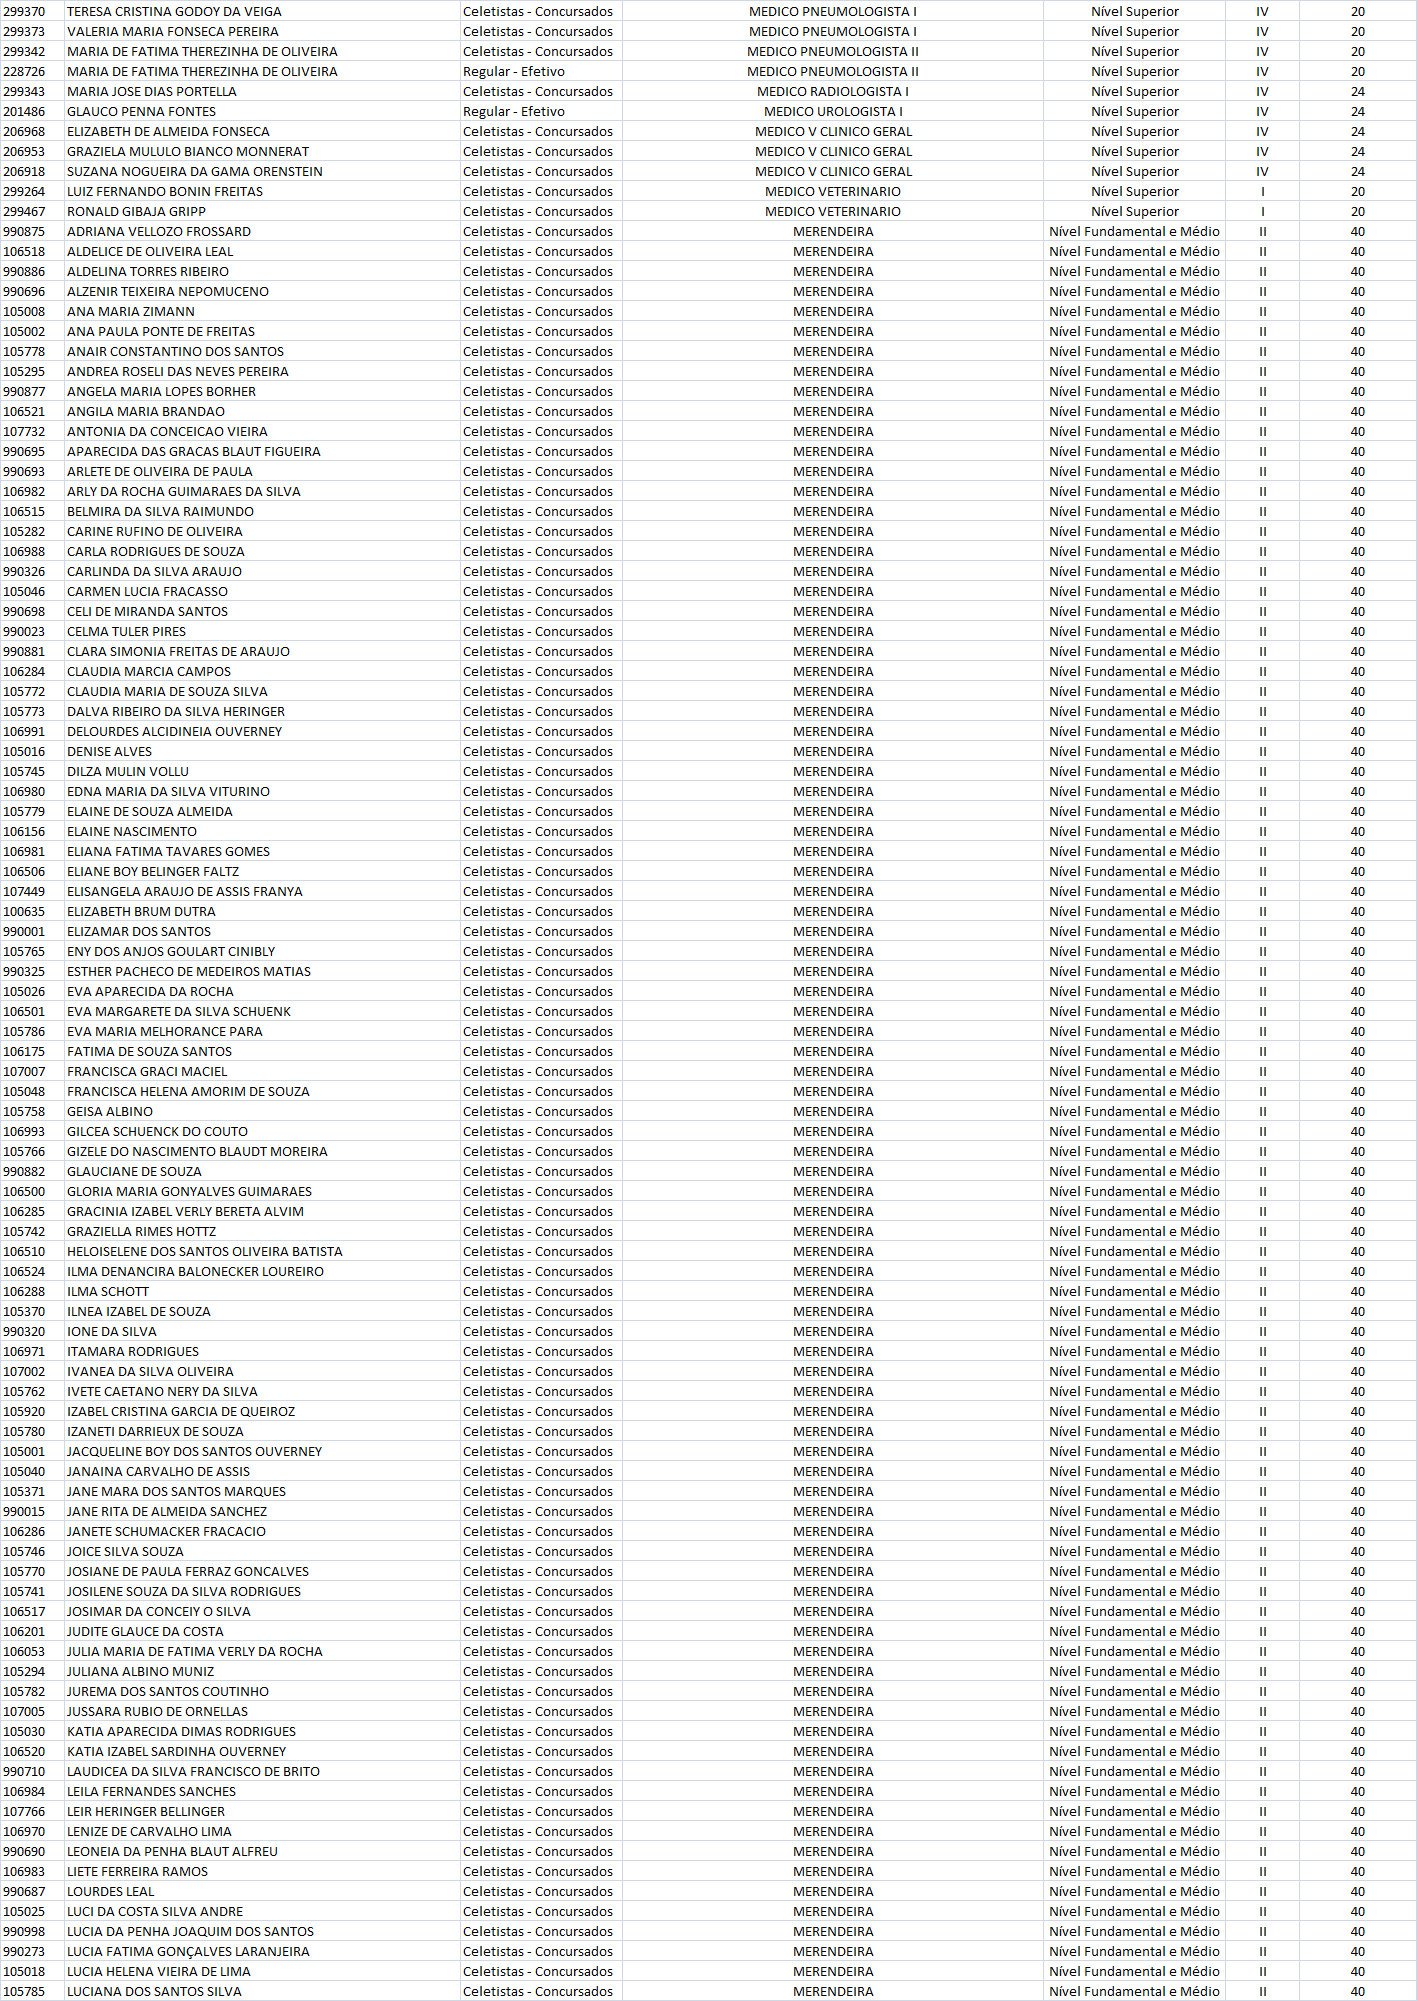 299370 TERESA CRISTINA GODOY DA VEIGA Celetistas - Concursados MEDICO PNEUMOLOGISTA I Nível Superior IV 20
299373 VALERIA MARIA FONSECA PEREIRA Celetistas - Concursados MEDICO PNEUMOLOGISTA I Nível Superior IV 20
299342 MARIA DE FATIMA THEREZINHA DE OLIVEIRA Celetistas - Concursados MEDICO PNEUMOLOGISTA II Nível Superior IV 20
228726 MARIA DE FATIMA THEREZINHA DE OLIVEIRA Regular - Efetivo MEDICO PNEUMOLOGISTA II Nível Superior IV 20
299343 MARIA JOSE DIAS PORTELLA Celetistas - Concursados MEDICO RADIOLOGISTA I Nível Superior IV 24
201486 GLAUCO PENNA FONTES Regular - Efetivo MEDICO UROLOGISTA I Nível Superior IV 24
206968 ELIZABETH DE ALMEIDA FONSECA Celetistas - Concursados MEDICO V CLINICO GERAL Nível Superior IV 24
206953 GRAZIELA MULULO BIANCO MONNERAT Celetistas - Concursados MEDICO V CLINICO GERAL Nível Superior IV 24
206918 SUZANA NOGUEIRA DA GAMA ORENSTEIN Celetistas - Concursados MEDICO V CLINICO GERAL Nível Superior IV 24
299264 LUIZ FERNANDO BONIN FREITAS Celetistas - Concursados MEDICO VETERINARIO Nível Superior I 20
299467 RONALD GIBAJA GRIPP Celetistas - Concursados MEDICO VETERINARIO Nível Superior I 20
990875 ADRIANA VELLOZO FROSSARD Celetistas - Concursados MERENDEIRA Nível Fundamental e Médio II 40
106518 ALDELICE DE OLIVEIRA LEAL Celetistas - Concursados MERENDEIRA Nível Fundamental e Médio II 40
990886 ALDELINA TORRES RIBEIRO Celetistas - Concursados MERENDEIRA Nível Fundamental e Médio II 40
990696 ALZENIR TEIXEIRA NEPOMUCENO Celetistas - Concursados MERENDEIRA Nível Fundamental e Médio II 40
105008 ANA MARIA ZIMANN Celetistas - Concursados MERENDEIRA Nível Fundamental e Médio II 40
105002 ANA PAULA PONTE DE FREITAS Celetistas - Concursados MERENDEIRA Nível Fundamental e Médio II 40
105778 ANAIR CONSTANTINO DOS SANTOS Celetistas - Concursados MERENDEIRA Nível Fundamental e Médio II 40
105295 ANDREA ROSELI DAS NEVES PEREIRA Celetistas - Concursados MERENDEIRA Nível Fundamental e Médio II 40
990877 ANGELA MARIA LOPES BORHER Celetistas - Concursados MERENDEIRA Nível Fundamental e Médio II 40
106521 ANGILA MARIA BRANDAO Celetistas - Concursados MERENDEIRA Nível Fundamental e Médio II 40
107732 ANTONIA DA CONCEICAO VIEIRA Celetistas - Concursados MERENDEIRA Nível Fundamental e Médio II 40
990695 APARECIDA DAS GRACAS BLAUT FIGUEIRA Celetistas - Concursados MERENDEIRA Nível Fundamental e Médio II 40
990693 ARLETE DE OLIVEIRA DE PAULA Celetistas - Concursados MERENDEIRA Nível Fundamental e Médio II 40
106982 ARLY DA ROCHA GUIMARAES DA SILVA Celetistas - Concursados MERENDEIRA Nível Fundamental e Médio II 40
106515 BELMIRA DA SILVA RAIMUNDO Celetistas - Concursados MERENDEIRA Nível Fundamental e Médio II 40
105282 CARINE RUFINO DE OLIVEIRA Celetistas - Concursados MERENDEIRA Nível Fundamental e Médio II 40
106988 CARLA RODRIGUES DE SOUZA Celetistas - Concursados MERENDEIRA Nível Fundamental e Médio II 40
990326 CARLINDA DA SILVA ARAUJO Celetistas - Concursados MERENDEIRA Nível Fundamental e Médio II 40
105046 CARMEN LUCIA FRACASSO Celetistas - Concursados MERENDEIRA Nível Fundamental e Médio II 40
990698 CELI DE MIRANDA SANTOS Celetistas - Concursados MERENDEIRA Nível Fundamental e Médio II 40
990023 CELMA TULER PIRES Celetistas - Concursados MERENDEIRA Nível Fundamental e Médio II 40
990881 CLARA SIMONIA FREITAS DE ARAUJO Celetistas - Concursados MERENDEIRA Nível Fundamental e Médio II 40
106284 CLAUDIA MARCIA CAMPOS Celetistas - Concursados MERENDEIRA Nível Fundamental e Médio II 40
105772 CLAUDIA MARIA DE SOUZA SILVA Celetistas - Concursados MERENDEIRA Nível Fundamental e Médio II 40
105773 DALVA RIBEIRO DA SILVA HERINGER Celetistas - Concursados MERENDEIRA Nível Fundamental e Médio II 40
106991 DELOURDES ALCIDINEIA OUVERNEY Celetistas - Concursados MERENDEIRA Nível Fundamental e Médio II 40
105016 DENISE ALVES Celetistas - Concursados MERENDEIRA Nível Fundamental e Médio II 40
105745 DILZA MULIN VOLLU Celetistas - Concursados MERENDEIRA Nível Fundamental e Médio II 40
106980 EDNA MARIA DA SILVA VITURINO Celetistas - Concursados MERENDEIRA Nível Fundamental e Médio II 40
105779 ELAINE DE SOUZA ALMEIDA Celetistas - Concursados MERENDEIRA Nível Fundamental e Médio II 40
106156 ELAINE NASCIMENTO Celetistas - Concursados MERENDEIRA Nível Fundamental e Médio II 40
106981 ELIANA FATIMA TAVARES GOMES Celetistas - Concursados MERENDEIRA Nível Fundamental e Médio II 40
106506 ELIANE BOY BELINGER FALTZ Celetistas - Concursados MERENDEIRA Nível Fundamental e Médio II 40
107449 ELISANGELA ARAUJO DE ASSIS FRANYA Celetistas - Concursados MERENDEIRA Nível Fundamental e Médio II 40
100635 ELIZABETH BRUM DUTRA Celetistas - Concursados MERENDEIRA Nível Fundamental e Médio II 40
990001 ELIZAMAR DOS SANTOS Celetistas - Concursados MERENDEIRA Nível Fundamental e Médio II 40
105765 ENY DOS ANJOS GOULART CINIBLY Celetistas - Concursados MERENDEIRA Nível Fundamental e Médio II 40
990325 ESTHER PACHECO DE MEDEIROS MATIAS Celetistas - Concursados MERENDEIRA Nível Fundamental e Médio II 40
105026 EVA APARECIDA DA ROCHA Celetistas - Concursados MERENDEIRA Nível Fundamental e Médio II 40
106501 EVA MARGARETE DA SILVA SCHUENK Celetistas - Concursados MERENDEIRA Nível Fundamental e Médio II 40
105786 EVA MARIA MELHORANCE PARA Celetistas - Concursados MERENDEIRA Nível Fundamental e Médio II 40
106175 FATIMA DE SOUZA SANTOS Celetistas - Concursados MERENDEIRA Nível Fundamental e Médio II 40
107007 FRANCISCA GRACI MACIEL Celetistas - Concursados MERENDEIRA Nível Fundamental e Médio II 40
105048 FRANCISCA HELENA AMORIM DE SOUZA Celetistas - Concursados MERENDEIRA Nível Fundamental e Médio II 40
105758 GEISA ALBINO Celetistas - Concursados MERENDEIRA Nível Fundamental e Médio II 40
106993 GILCEA SCHUENCK DO COUTO Celetistas - Concursados MERENDEIRA Nível Fundamental e Médio II 40
105766 GIZELE DO NASCIMENTO BLAUDT MOREIRA Celetistas - Concursados MERENDEIRA Nível Fundamental e Médio II 40
990882 GLAUCIANE DE SOUZA Celetistas - Concursados MERENDEIRA Nível Fundamental e Médio II 40
106500 GLORIA MARIA GONYALVES GUIMARAES Celetistas - Concursados MERENDEIRA Nível Fundamental e Médio II 40
106285 GRACINIA IZABEL VERLY BERETA ALVIM Celetistas - Concursados MERENDEIRA Nível Fundamental e Médio II 40
105742 GRAZIELLA RIMES HOTTZ Celetistas - Concursados MERENDEIRA Nível Fundamental e Médio II 40
106510 HELOISELENE DOS SANTOS OLIVEIRA BATISTA Celetistas - Concursados MERENDEIRA Nível Fundamental e Médio II 40
106524 ILMA DENANCIRA BALONECKER LOUREIRO Celetistas - Concursados MERENDEIRA Nível Fundamental e Médio II 40
106288 ILMA SCHOTT Celetistas - Concursados MERENDEIRA Nível Fundamental e Médio II 40
105370 ILNEA IZABEL DE SOUZA Celetistas - Concursados MERENDEIRA Nível Fundamental e Médio II 40
990320 IONE DA SILVA Celetistas - Concursados MERENDEIRA Nível Fundamental e Médio II 40
106971 ITAMARA RODRIGUES Celetistas - Concursados MERENDEIRA Nível Fundamental e Médio II 40
107002 IVANEA DA SILVA OLIVEIRA Celetistas - Concursados MERENDEIRA Nível Fundamental e Médio II 40
105762 IVETE CAETANO NERY DA SILVA Celetistas - Concursados MERENDEIRA Nível Fundamental e Médio II 40
105920 IZABEL CRISTINA GARCIA DE QUEIROZ Celetistas - Concursados MERENDEIRA Nível Fundamental e Médio II 40
105780 IZANETI DARRIEUX DE SOUZA Celetistas - Concursados MERENDEIRA Nível Fundamental e Médio II 40
105001 JACQUELINE BOY DOS SANTOS OUVERNEY Celetistas - Concursados MERENDEIRA Nível Fundamental e Médio II 40
105040 JANAINA CARVALHO DE ASSIS Celetistas - Concursados MERENDEIRA Nível Fundamental e Médio II 40
105371 JANE MARA DOS SANTOS MARQUES Celetistas - Concursados MERENDEIRA Nível Fundamental e Médio II 40
990015 JANE RITA DE ALMEIDA SANCHEZ Celetistas - Concursados MERENDEIRA Nível Fundamental e Médio II 40
106286 JANETE SCHUMACKER FRACACIO Celetistas - Concursados MERENDEIRA Nível Fundamental e Médio II 40
105746 JOICE SILVA SOUZA Celetistas - Concursados MERENDEIRA Nível Fundamental e Médio II 40
105770 JOSIANE DE PAULA FERRAZ GONCALVES Celetistas - Concursados MERENDEIRA Nível Fundamental e Médio II 40
105741 JOSILENE SOUZA DA SILVA RODRIGUES Celetistas - Concursados MERENDEIRA Nível Fundamental e Médio II 40
106517 JOSIMAR DA CONCEIY O SILVA Celetistas - Concursados MERENDEIRA Nível Fundamental e Médio II 40
106201 JUDITE GLAUCE DA COSTA Celetistas - Concursados MERENDEIRA Nível Fundamental e Médio II 40
106053 JULIA MARIA DE FATIMA VERLY DA ROCHA Celetistas - Concursados MERENDEIRA Nível Fundamental e Médio II 40
105294 JULIANA ALBINO MUNIZ Celetistas - Concursados MERENDEIRA Nível Fundamental e Médio II 40
105782 JUREMA DOS SANTOS COUTINHO Celetistas - Concursados MERENDEIRA Nível Fundamental e Médio II 40
107005 JUSSARA RUBIO DE ORNELLAS Celetistas - Concursados MERENDEIRA Nível Fundamental e Médio II 40
105030 KATIA APARECIDA DIMAS RODRIGUES Celetistas - Concursados MERENDEIRA Nível Fundamental e Médio II 40
106520 KATIA IZABEL SARDINHA OUVERNEY Celetistas - Concursados MERENDEIRA Nível Fundamental e Médio II 40
990710 LAUDICEA DA SILVA FRANCISCO DE BRITO Celetistas - Concursados MERENDEIRA Nível Fundamental e Médio II 40
106984 LEILA FERNANDES SANCHES Celetistas - Concursados MERENDEIRA Nível Fundamental e Médio II 40
107766 LEIR HERINGER BELLINGER Celetistas - Concursados MERENDEIRA Nível Fundamental e Médio II 40
106970 LENIZE DE CARVALHO LIMA Celetistas - Concursados MERENDEIRA Nível Fundamental e Médio II 40
990690 LEONEIA DA PENHA BLAUT ALFREU Celetistas - Concursados MERENDEIRA Nível Fundamental e Médio II 40
106983 LIETE FERREIRA RAMOS Celetistas - Concursados MERENDEIRA Nível Fundamental e Médio II 40
990687 LOURDES LEAL Celetistas - Concursados MERENDEIRA Nível Fundamental e Médio II 40
105025 LUCI DA COSTA SILVA ANDRE Celetistas - Concursados MERENDEIRA Nível Fundamental e Médio II 40
990998 LUCIA DA PENHA JOAQUIM DOS SANTOS Celetistas - Concursados MERENDEIRA Nível Fundamental e Médio II 40
990273 LUCIA FATIMA GONÇALVES LARANJEIRA Celetistas - Concursados MERENDEIRA Nível Fundamental e Médio II 40
105018 LUCIA HELENA VIEIRA DE LIMA Celetistas - Concursados MERENDEIRA Nível Fundamental e Médio II 40
105785 LUCIANA DOS SANTOS SILVA Celetistas - Concursados MERENDEIRA Nível Fundamental e Médio II 40